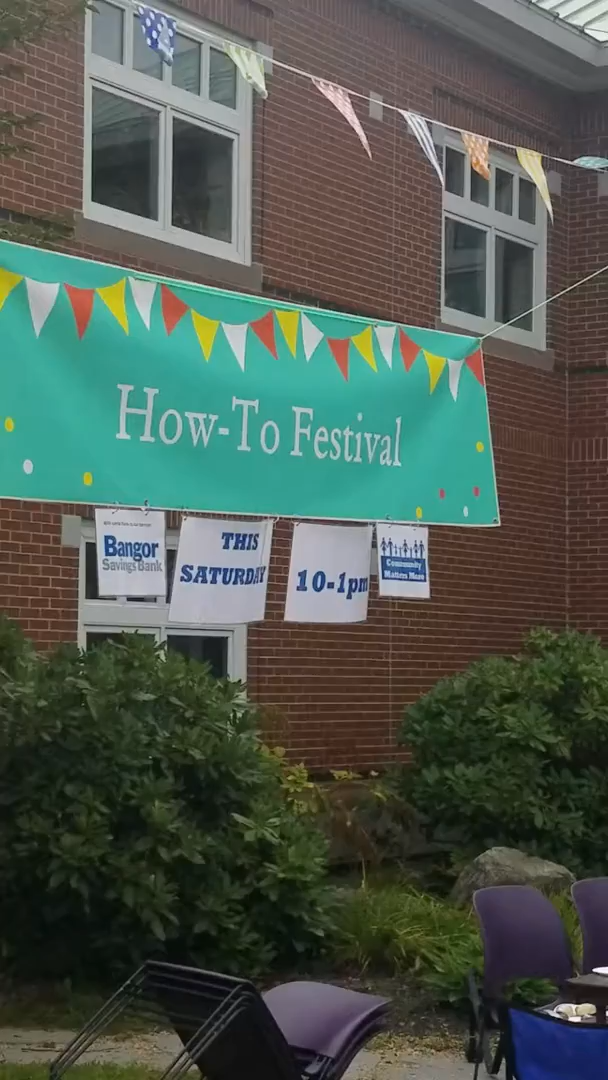 How-To Festival
Bangor
Savings Bank
THIS
SATURDAY
10-1pm
Community
Matters More